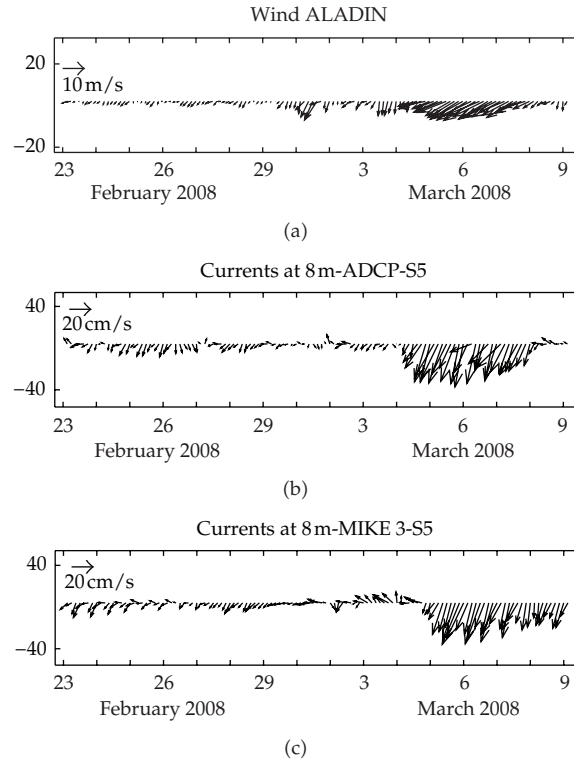 Wind ALADIN
20
10 m/s
−20
23 26 29 3 6 9
February 2008 March 2008
(a)
Currents at 8 m-ADCP-S5
40
20 cm/s
−40
23 26 29 3 6 9
February 2008 March 2008
(b)
Currents at 8 m-MIKE 3-S5
40
20 cm/s
−40
23 26 29 3 6 9
February 2008 March 2008
(c)